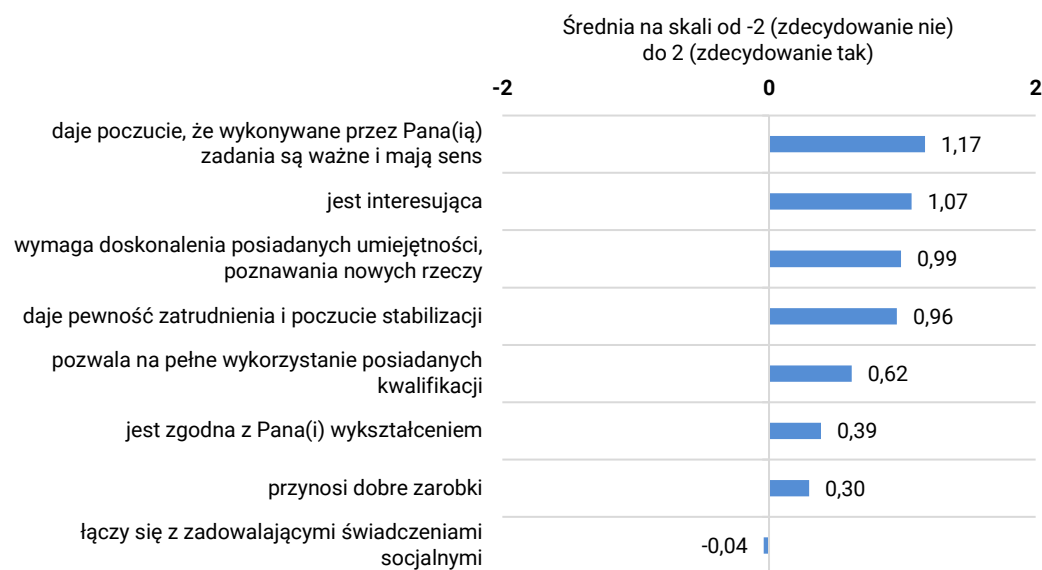 Średnia na skali od -2 (zdecydowanie nie)
do 2 (zdecydowanie tak)
-2 0 2
daje poczucie, że wykonywane przez Pana(ią)
zadania są ważne i mają sens
1,17
jest interesująca
1,07
wymaga doskonalenia posiadanych umiejętności,
poznawania nowych rzeczy
0,99
daje pewność zatrudnienia i poczucie stabilizacji
0,96
pozwala na pełne wykorzystanie posiadanych
kwalifikacji
0,62
jest zgodna z Pana(i) wykształceniem
0,39
przynosi dobre zarobki
0,30
łączy się z zadowalającymi świadczeniami
socjalnymi
-0,04